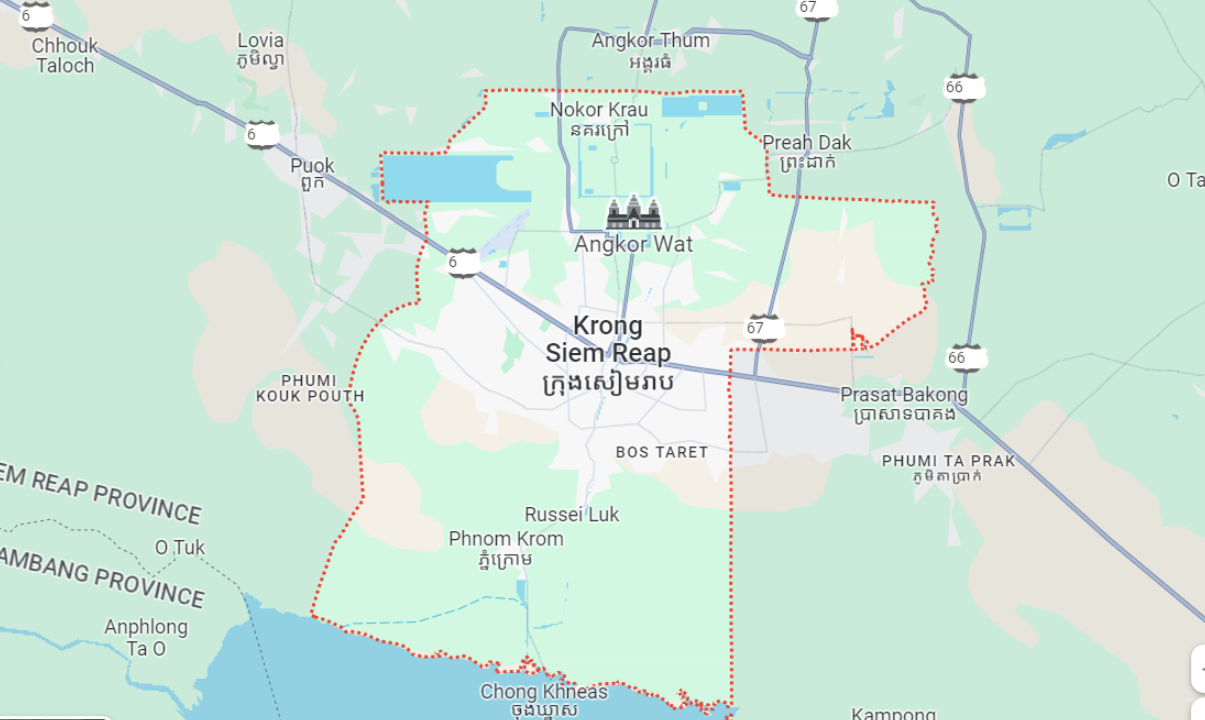 67
6
Chhouk
Taloch
Lovia
ភូមិល្វា
Angkor Thum
អង្គរធំ
66
Nokor Krau
នគរក្រៅ
6
Preah Dak
ព្រះដាក់
Puok
ពួក
O Ta
Angkor Wat
6
Krong
Siem Reap
ក្រុងសៀមរាប
67
66
PHUMI
KOUK POUTH
Prasat Bakong
ប្រាសាទបាគង
BOS TARET
PHUMI TA PRAK
ភូមិតាប្រាក់
EM REAP PROVINCE
Russei Luk
Phnom Krom
ភ្នំក្រោម
O Tuk
AMBANG PROVINCE
Anphlong
Ta O
Chong Khneas
ចុងឃ្នាស
Kampong